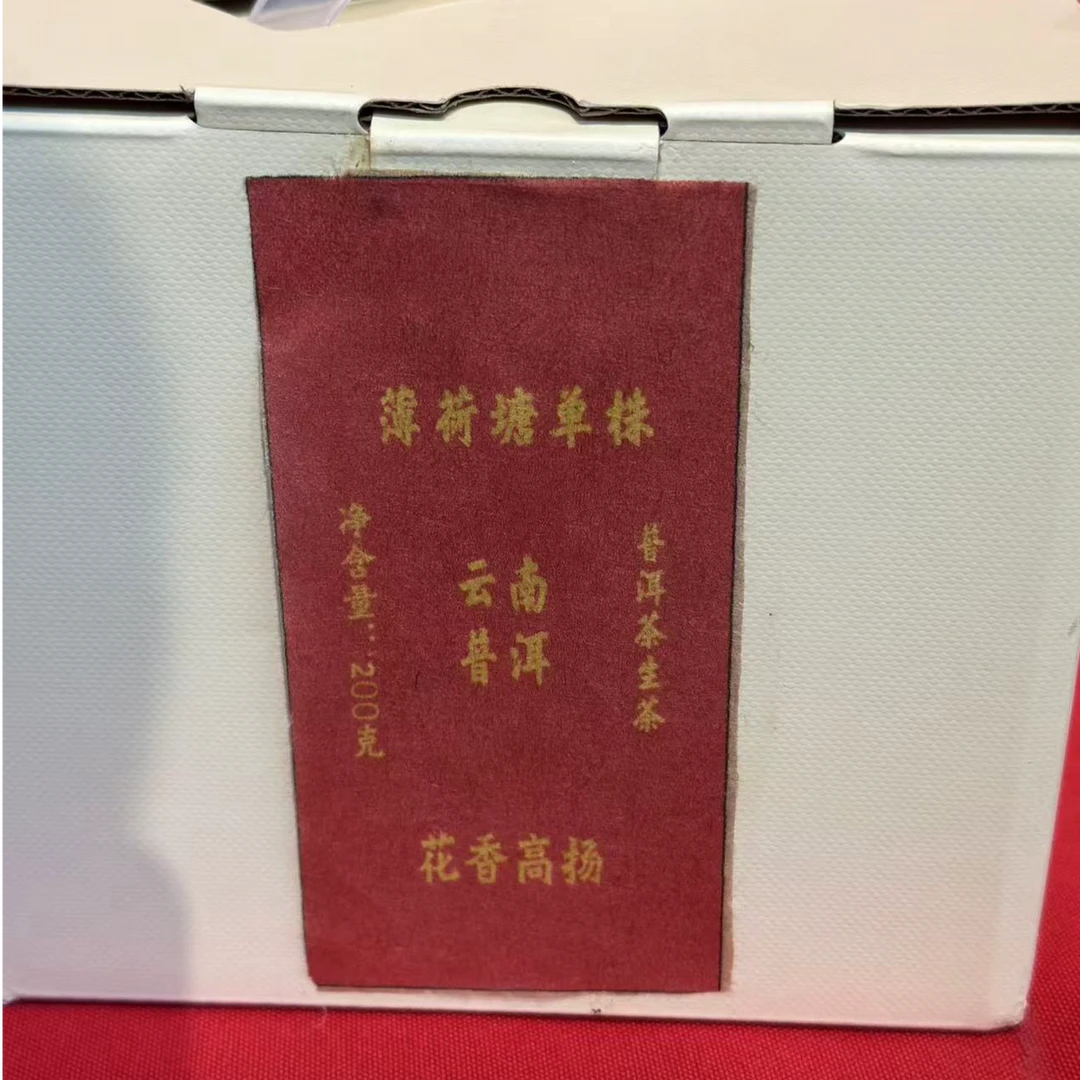 薄荷塘单株
普洱茶生茶
云南
普洱
净含量：200克
花香高扬